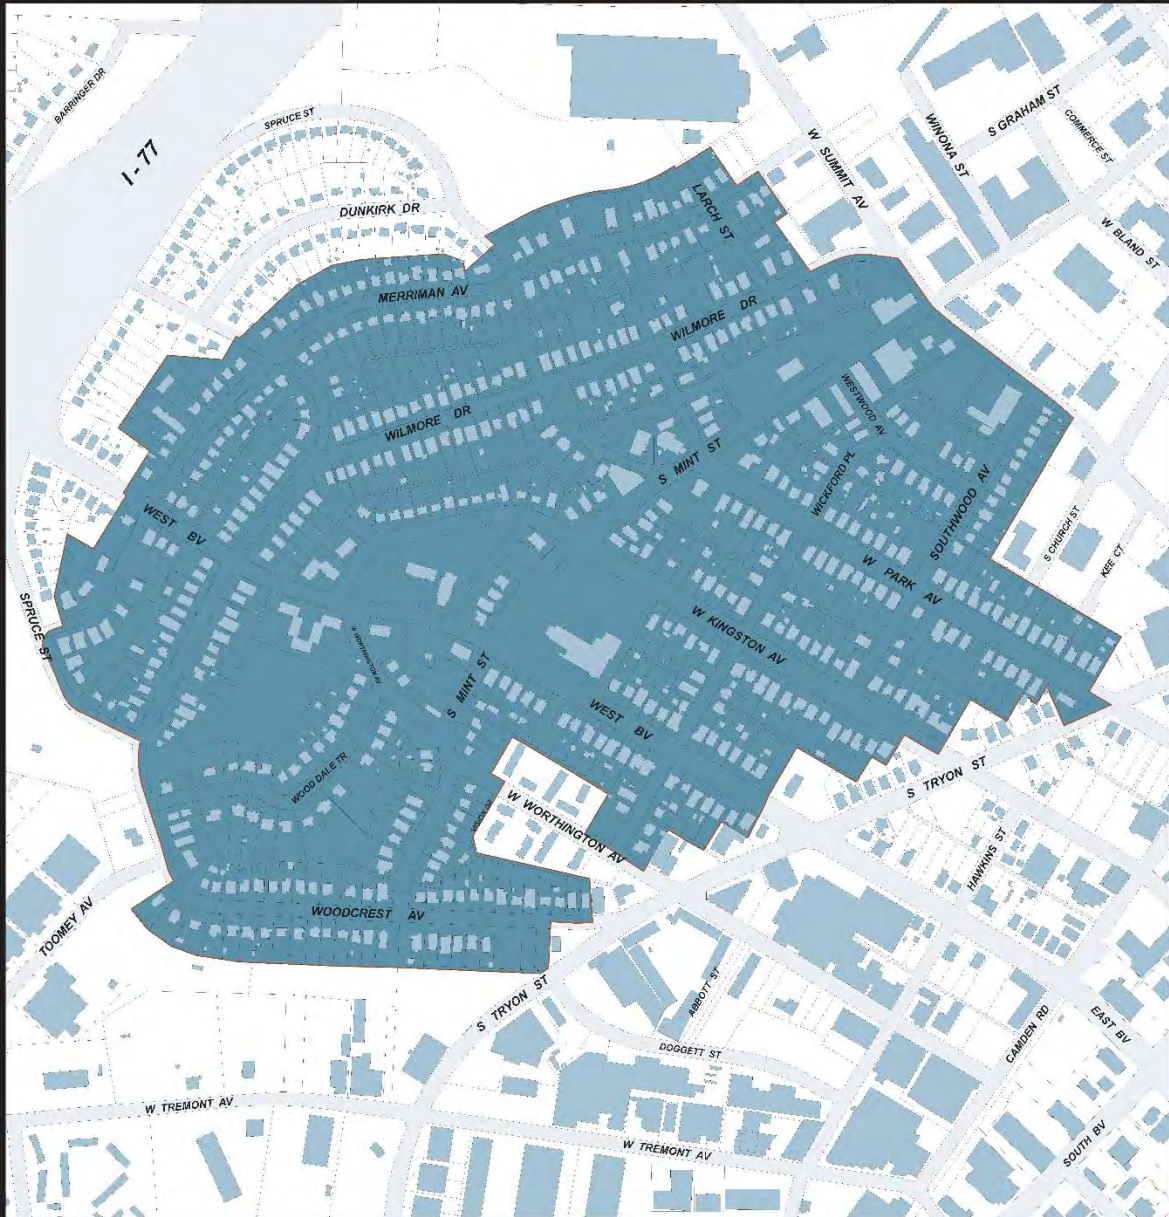 BARRINGER DR
I - 77
SPRUCE ST
DUNKIRK DR
MERRIMAN AV
LARCH ST
W SUMMIT AV
WINONA ST
S GRAHAM ST
COMMERCE ST
W BLAND ST
WILMORE DR
WILMORE DR
WESTWOOD AV
S MINT ST
WICKFORD PL
SOUTHWOOD AV
S CHURCH ST
KEE CT
WEST BV
W PARK AV
SPRUCE ST
W WORTHINGTON AV
W KINGSTON AV
S MINT ST
WEST BV
WOOD DALE TR
W WORTHINGTON AV
S TRYON ST
HAWKINS ST
WOODCREST AV
TOOMEY AV
S TRYON ST
ABBOTT ST
DOGGETT ST
CAMDEN RD
EAST BV
W TREMONT AV
W TREMONT AV
SOUTH BV